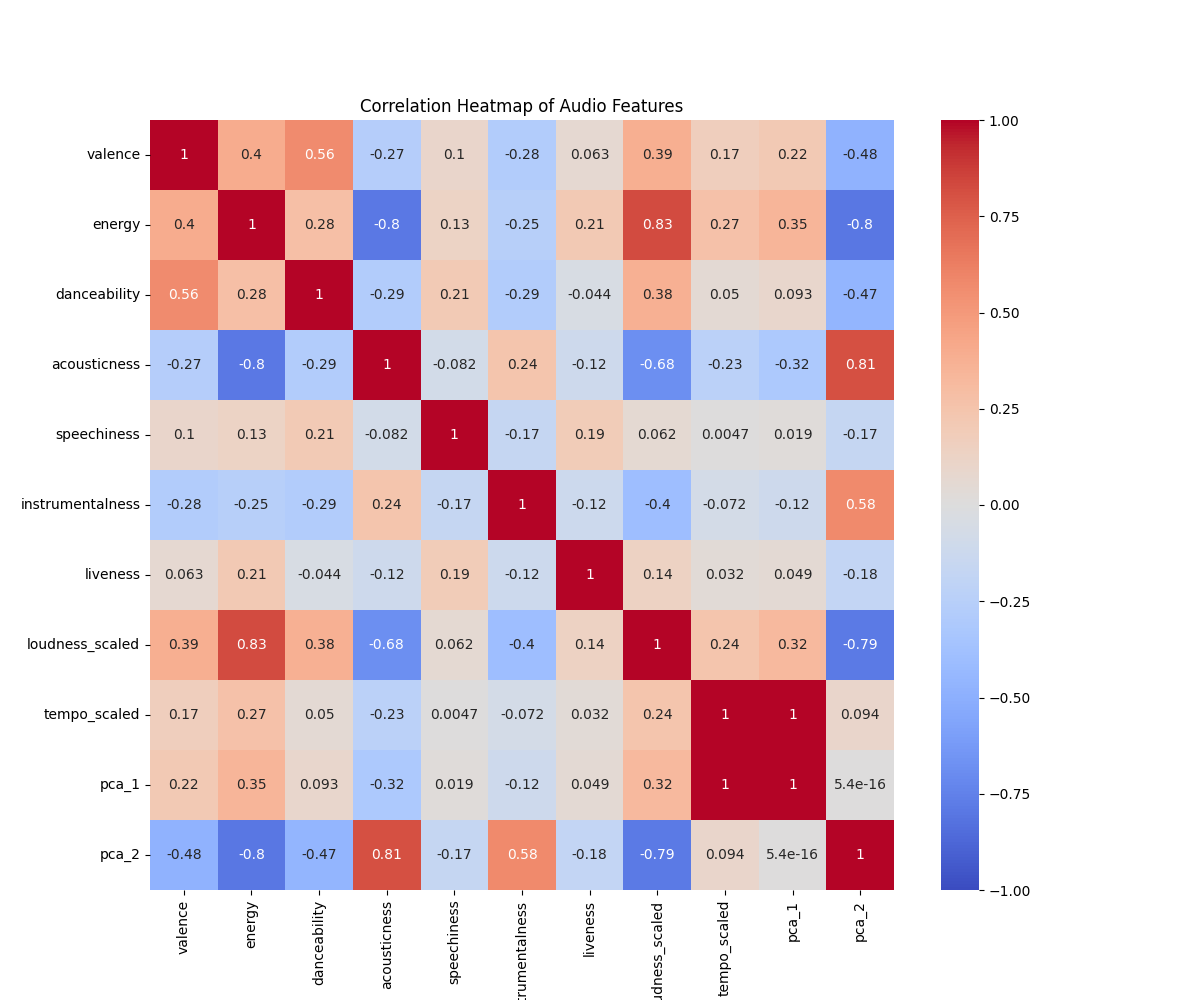 Correlation Heatmap of Audio Features
valence 1 0.4 0.56 -0.27 0.1 -0.28 0.063 0.39 0.17 0.22 -0.48
energy 0.4 1 0.28 -0.8 0.13 -0.25 0.21 0.83 0.27 0.35 -0.8
danceability 0.56 0.28 1 -0.29 0.21 -0.29 -0.044 0.38 0.05 0.093 -0.47
acousticness -0.27 -0.8 -0.29 1 -0.082 0.24 -0.12 -0.68 -0.23 -0.32 0.81
speechiness 0.1 0.13 0.21 -0.082 1 -0.17 0.19 0.062 0.0047 0.019 -0.17
instrumentalness -0.28 -0.25 -0.29 0.24 -0.17 1 -0.12 -0.4 -0.072 -0.12 0.58
liveness 0.063 0.21 -0.044 -0.12 0.19 -0.12 1 0.14 0.032 0.049 -0.18
loudness_scaled 0.39 0.83 0.38 -0.68 0.062 -0.4 0.14 1 0.24 0.32 -0.79
tempo_scaled 0.17 0.27 0.05 -0.23 0.0047 -0.072 0.032 0.24 1 1 0.094
pca_1 0.22 0.35 0.093 -0.32 0.019 -0.12 0.049 0.32 1 1 5.4e-16
pca_2 -0.48 -0.8 -0.47 0.81 -0.17 0.58 -0.18 -0.79 0.094 5.4e-16 1
valence
energy
danceability
acousticness
speechiness
strumentalness
liveness
udness_scaled
tempo_scaled
pca_1
pca_2
1.00
0.75
0.50
0.25
0.00
−0.25
−0.50
−0.75
−1.00